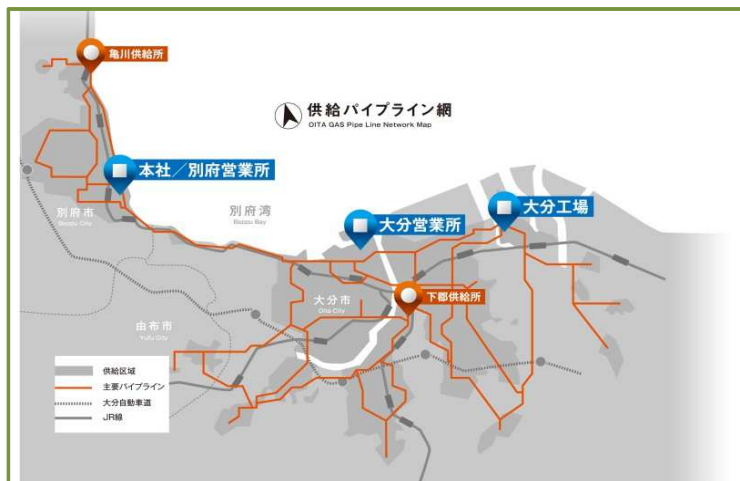 亀川供給所
供給パイプライン網
OITA GAS Pipe Line Network Map
本社／別府営業所
別府市
Beppu City
別府湾
Beppu Bay
大分営業所
大分工場
大分市
Oita City
下郡供給所
由布市
Yufu City
供給区域
主要パイプライン
大分自動車道
JR線